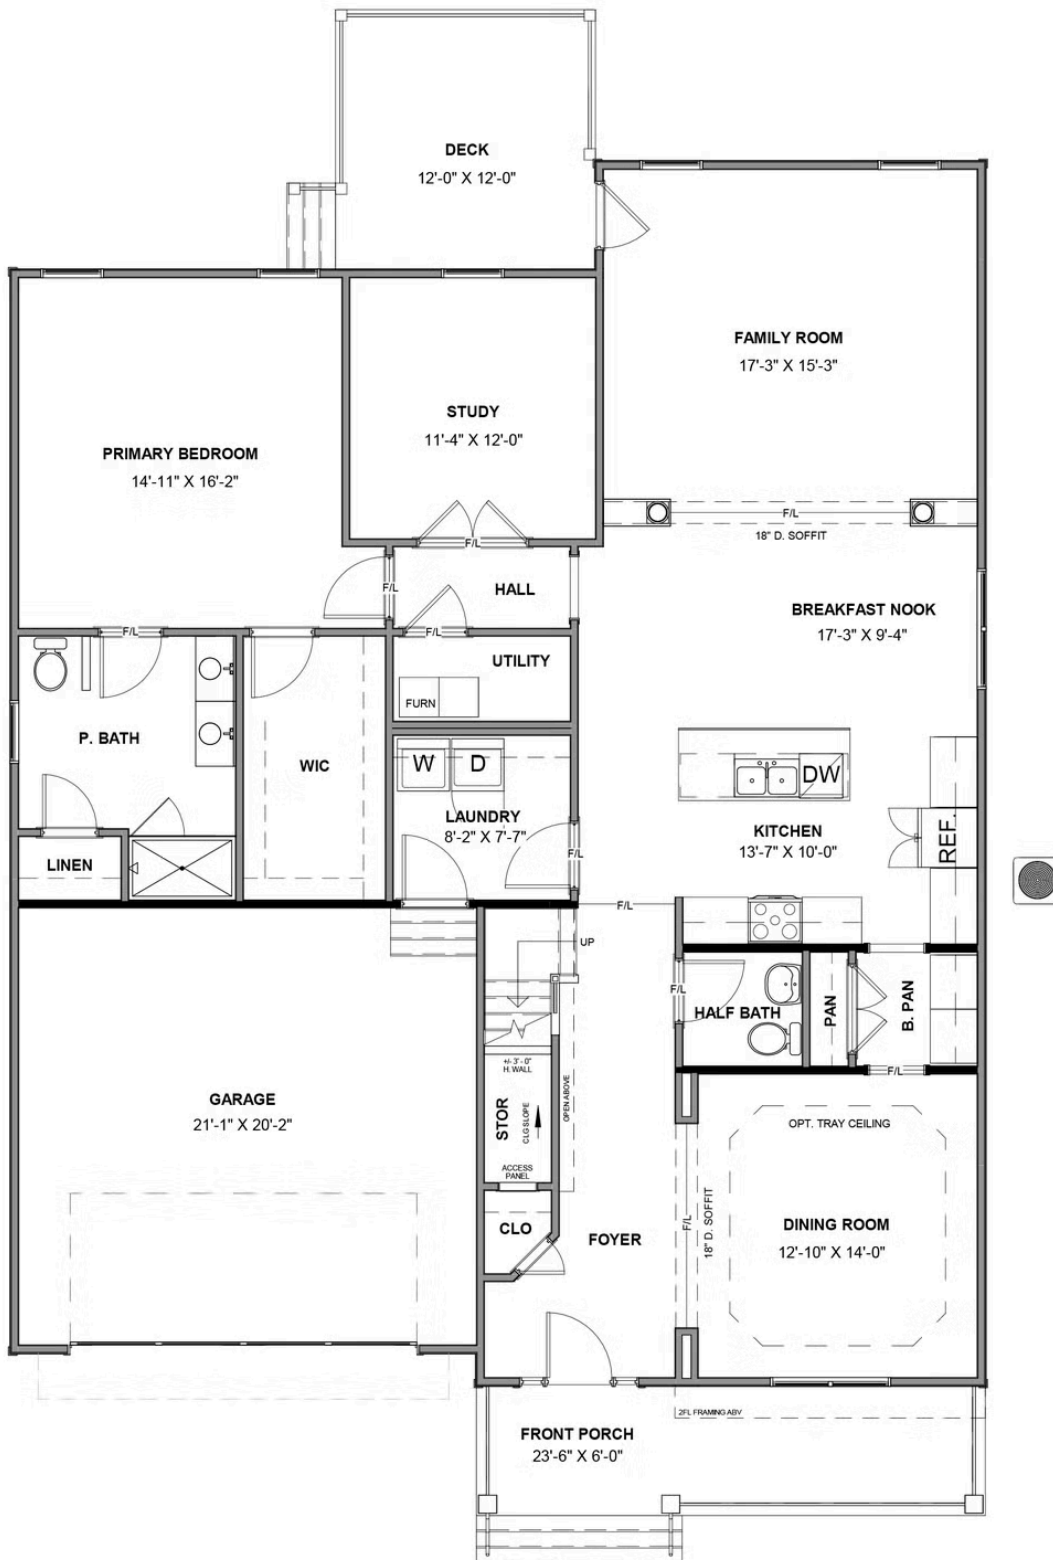 DECK
12'-0" X 12'-0"
FAMILY ROOM
17'-3" X 15'-3"
STUDY
11'-4" X 12'-0"
PRIMARY BEDROOM
14'-11" X 16'-2"
F/L
18" D. SOFFIT
F/L
F/L
HALL
BREAKFAST NOOK
17'-3" X 9'-4"
F/L
F/L
UTILITY
FURN
P. BATH
WIC
W
D
DW
LAUNDRY
8'-2" X 7'-7"
KITCHEN
13'-7" X 10'-0"
REF.
F/L
LINEN
F/L
UP
F/L
HALF BATH
PAN
B. PAN
+/- 3' - 0"
H. WALL
F/L
GARAGE
21'-1" X 20'-2"
STOR
CLG SLOPE
OPEN ABOVE
OPT. TRAY CEILING
ACCESS
PANEL
CLO
FOYER
F/L
18" D. SOFFIT
DINING ROOM
12'-10" X 14'-0"
2FL FRAMING ABV
FRONT PORCH
23'-6" X 6'-0"